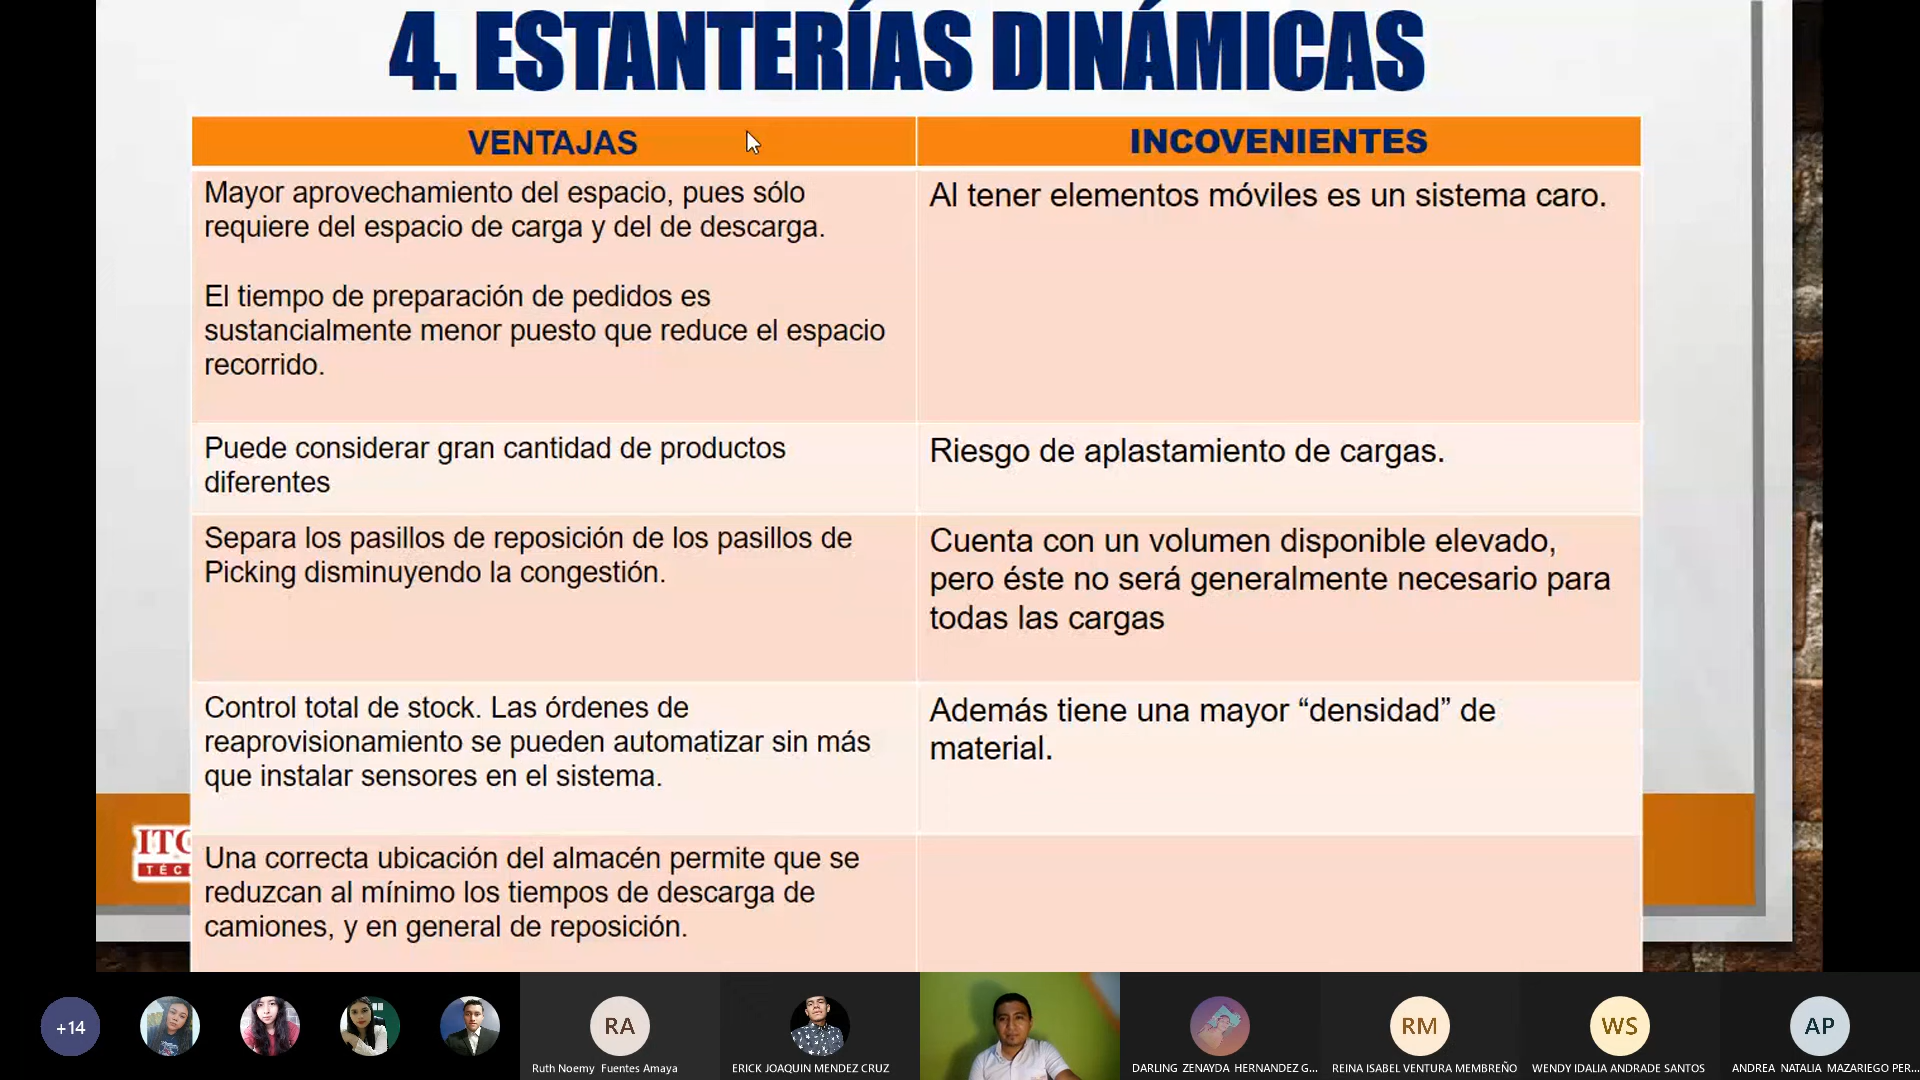 4. ESTANTERÍAS DINÁMICAS
VENTAJAS
INCOVENIENTES
Mayor aprovechamiento del espacio, pues sólo
requiere del espacio de carga y del de descarga.
El tiempo de preparación de pedidos es
sustancialmente menor puesto que reduce el espacio
recorrido.
Al tener elementos móviles es un sistema caro.
Puede considerar gran cantidad de productos
diferentes
Riesgo de aplastamiento de cargas.
Separa los pasillos de reposición de los pasillos de
Picking disminuyendo la congestión.
Cuenta con un volumen disponible elevado,
pero éste no será generalmente necesario para
todas las cargas
Control total de stock. Las órdenes de
reaprovisionamiento se pueden automatizar sin más
que instalar sensores en el sistema.
Además tiene una mayor “densidad” de
material.
Una correcta ubicación del almacén permite que se
reduzcan al mínimo los tiempos de descarga de
camiones, y en general de reposición.
+14
RA
Ruth Noemy Fuentes Amaya
ERICK JOAQUIN MENDEZ CRUZ
DARLING ZENAYDA HERNANDEZ G...
RM
REINA ISABEL VENTURA MEMBREÑO
WS
WENDY IDALIA ANDRADE SANTOS
AP
ANDREA NATALIA MAZARIEGO PER...